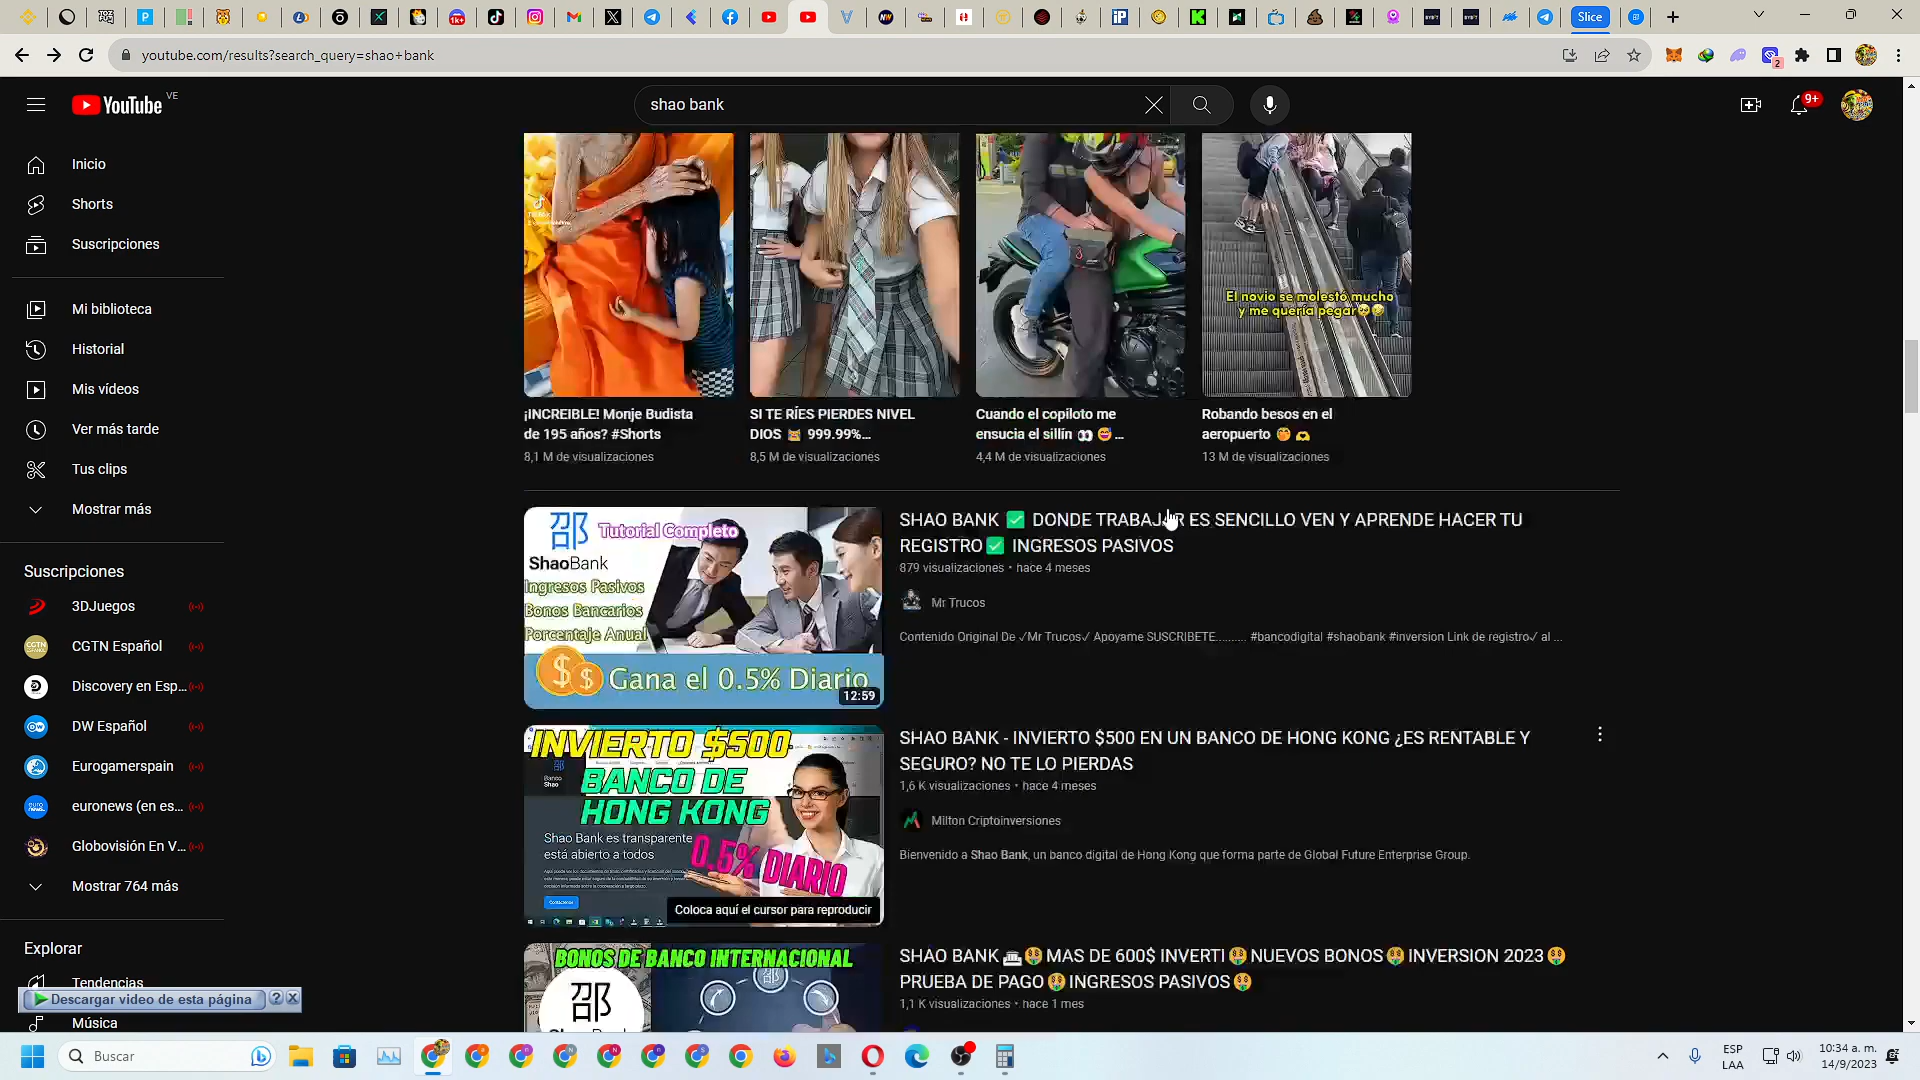 Slice
youtube.com/results?search_query=shao+bank
2
YouTube
VE
shao bank
9+
Inicio
Shorts
Suscripciones
Mi biblioteca
Historial
Mis vídeos
Ver más tarde
Tus clips
Mostrar más
Suscripciones
3DJuegos
CGTN Español
Discovery en Esp...
DW Español
Eurogamerspain
euronews (en es...
Globovisión En V...
Mostrar 764 más
Explorar
Tendencias
Descargar video de esta página
Música
El novio se molestó mucho
y me quería pegar
¡INCREIBLE! Monje Budista
de 195 años? #Shorts
8,1 M de visualizaciones
SI TE RÍES PIERDES NIVEL
DIOS 🙀 999.99%...
8,5 M de visualizaciones
Cuando el copiloto me
ensucia el sillín 👀 😅 ...
4,4 M de visualizaciones
Robando besos en el
aeropuerto 🤭 🫶
13 M de visualizaciones
邵 Tutorial Completo
ShaoBank
Ingresos Pasivos
Bonos Bancarios
Porcentaje Anual
Gana el 0.5% Diario
12:59
SHAO BANK ✅ DONDE TRABAJAR ES SENCILLO VEN Y APRENDE HACER TU
REGISTRO✅ INGRESOS PASIVOS
879 visualizaciones • hace 4 meses
Mr Trucos
Contenido Original De ✓Mr Trucos✓ Apoyame SUSCRIBETE.......... #bancodigital #shaobank #inversion Link de registro✓ al ...
INVIERTO $500
BANCO DE
HONG KONG
Banco
Shao
Shao Bank es transparente
está abierto a todos
0.5% DIARIO
Coloca aquí el cursor para reproducir
SHAO BANK - INVIERTO $500 EN UN BANCO DE HONG KONG ¿ES RENTABLE Y
SEGURO? NO TE LO PIERDAS
1,6 K visualizaciones • hace 4 meses
Milton Criptoinversiones
Bienvenido a Shao Bank, un banco digital de Hong Kong que forma parte de Global Future Enterprise Group.
BONOS DE BANCO INTERNACIONAL
邵
SHAO BANK 🏦🤑 MAS DE 600$ INVERTI🤑NUEVOS BONOS🤑INVERSION 2023🤑
PRUEBA DE PAGO🤑INGRESOS PASIVOS🤑
1,1 K visualizaciones • hace 1 mes
Buscar
ESP
LAA
10:34 a. m.
14/9/2023